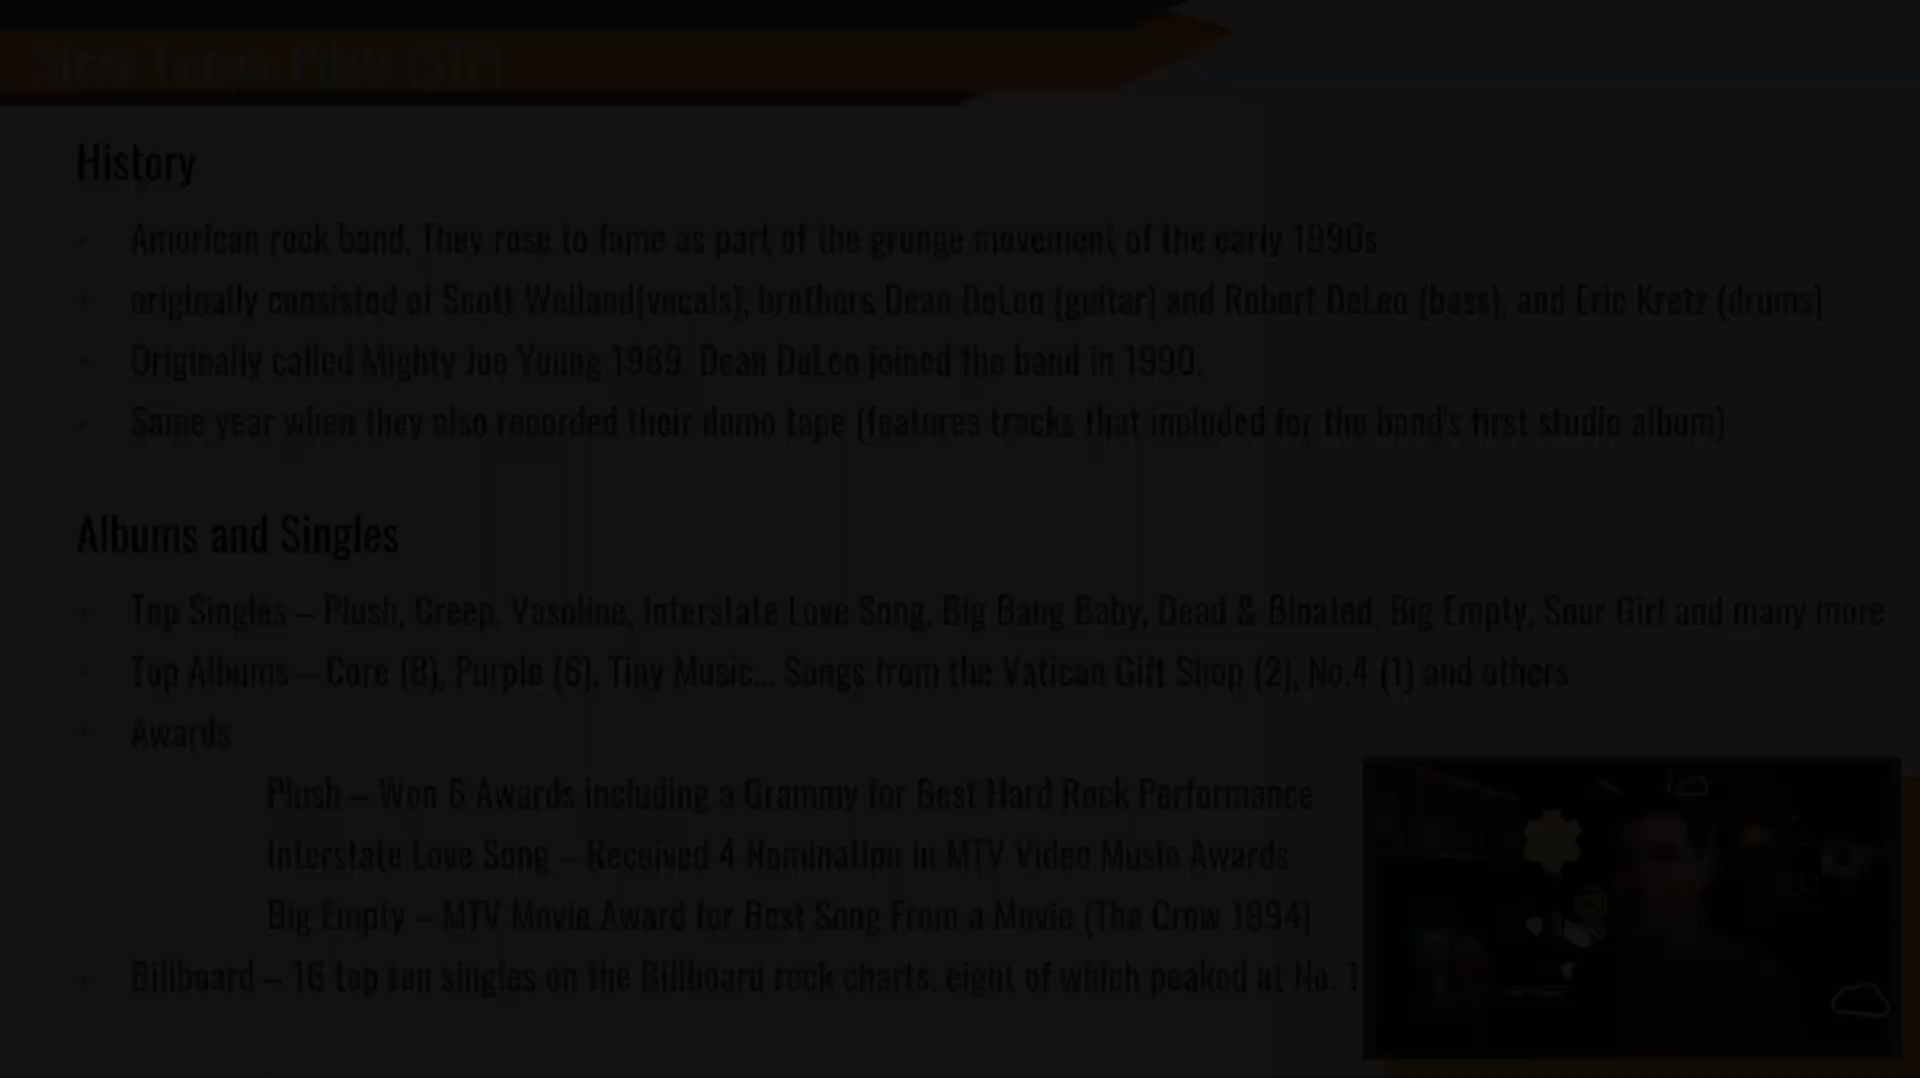 Stone Temple Pilots (STP)
History
· American rock band. They rose to fame as part of the grunge movement of the early 1990s
· originally consisted of Scott Weiland(vocals), brothers Dean DeLeo (guitar) and Robert DeLeo (bass), and Eric Kretz (drums)
· Originally called Mighty Joe Young 1989. Dean DeLeo joined the band in 1990.
· Same year when they also recorded their demo tape (features tracks that included for the band's first studio album)
Albums and Singles
· Top Singles – Plush, Creep, Vasoline, Interstate Love Song, Big Bang Baby, Dead & Bloated, Big Empty, Sour Girl and many more
· Top Albums – Core (8), Purple (6), Tiny Music... Songs from the Vatican Gift Shop (2), No.4 (1) and others
· Awards
Plush – Won 6 Awards including a Grammy for Best Hard Rock Performance
Interstate Love Song – Received 4 Nomination in MTV Video Music Awards
Big Empty – MTV Movie Award for Best Song From a Movie (The Crow 1994)
· Billboard – 16 top ten singles on the Billboard rock charts, eight of which peaked at No. 1